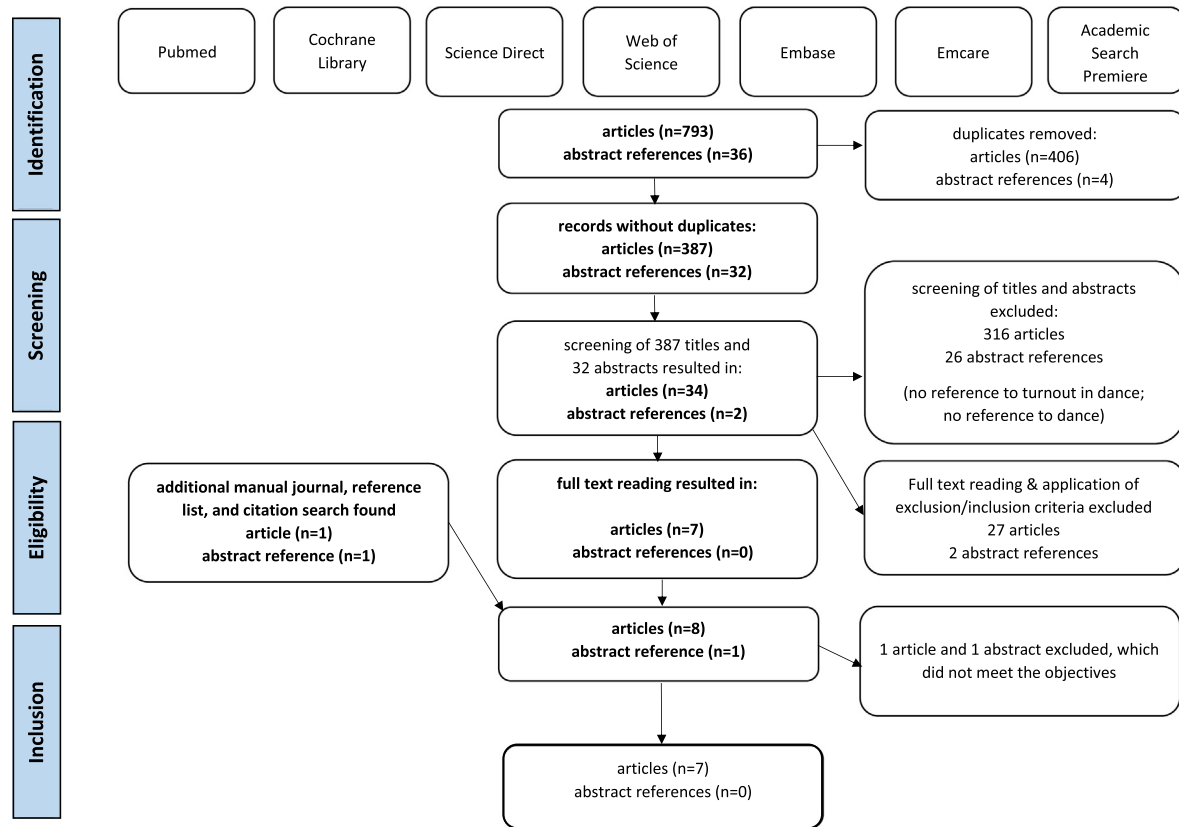 Pubmed
Cochrane
Library
Science Direct
Web of
Science
Embase
Emcare
Academic
Search
Premiere
Identification
articles (n=793)
abstract references (n=36)
duplicates removed:
articles (n=406)
abstract references (n=4)
Screening
records without duplicates:
articles (n=387)
abstract references (n=32)
screening of 387 titles and
32 abstracts resulted in:
articles (n=34)
abstract references (n=2)
screening of titles and abstracts
excluded:
316 articles
26 abstract references
(no reference to turnout in dance;
no reference to dance)
Eligibility
additional manual journal, reference
list, and citation search found
article (n=1)
abstract reference (n=1)
full text reading resulted in:
articles (n=7)
abstract references (n=0)
Full text reading & application of
exclusion/inclusion criteria excluded
27 articles
2 abstract references
Inclusion
articles (n=8)
abstract reference (n=1)
1 article and 1 abstract excluded, which
did not meet the objectives
articles (n=7)
abstract references (n=0)